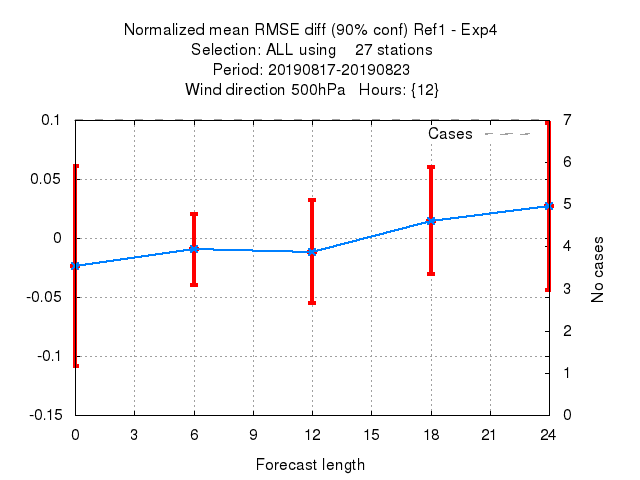 Normalized mean RMSE diff (90% conf) Ref1 - Exp4
Selection: ALL using    27 stations
Period: 20190817-20190823
Wind direction 500hPa   Hours: {12}
Cases
0.1
0.05
0
-0.05
-0.1
-0.15
7
6
5
4
3
2
1
0
No cases
0 3 6 9 12 15 18 21 24
Forecast length